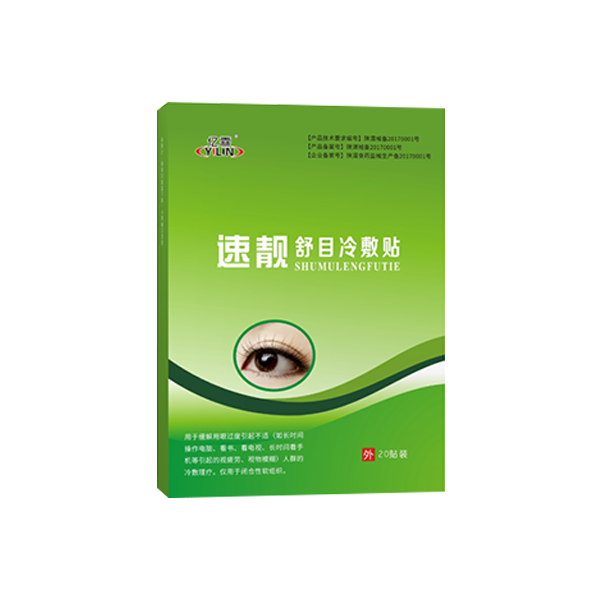 亿霖®
YILIN
【产品技术要求编号】陕渭械备20170001号
【产品备案号】陕渭械备20170001号
【企业备案号】陕渭食药监械生产备20170001号
速靓 舒目冷敷贴
SHUMULENGFUTIE
用于缓解用眼过度引起不适（如长时间
操作电脑、看书、看电视、长时间看手
机等引起的视疲劳、视物模糊）人群的
冷敷理疗。仅用于闭合性软组织。
外 20贴装